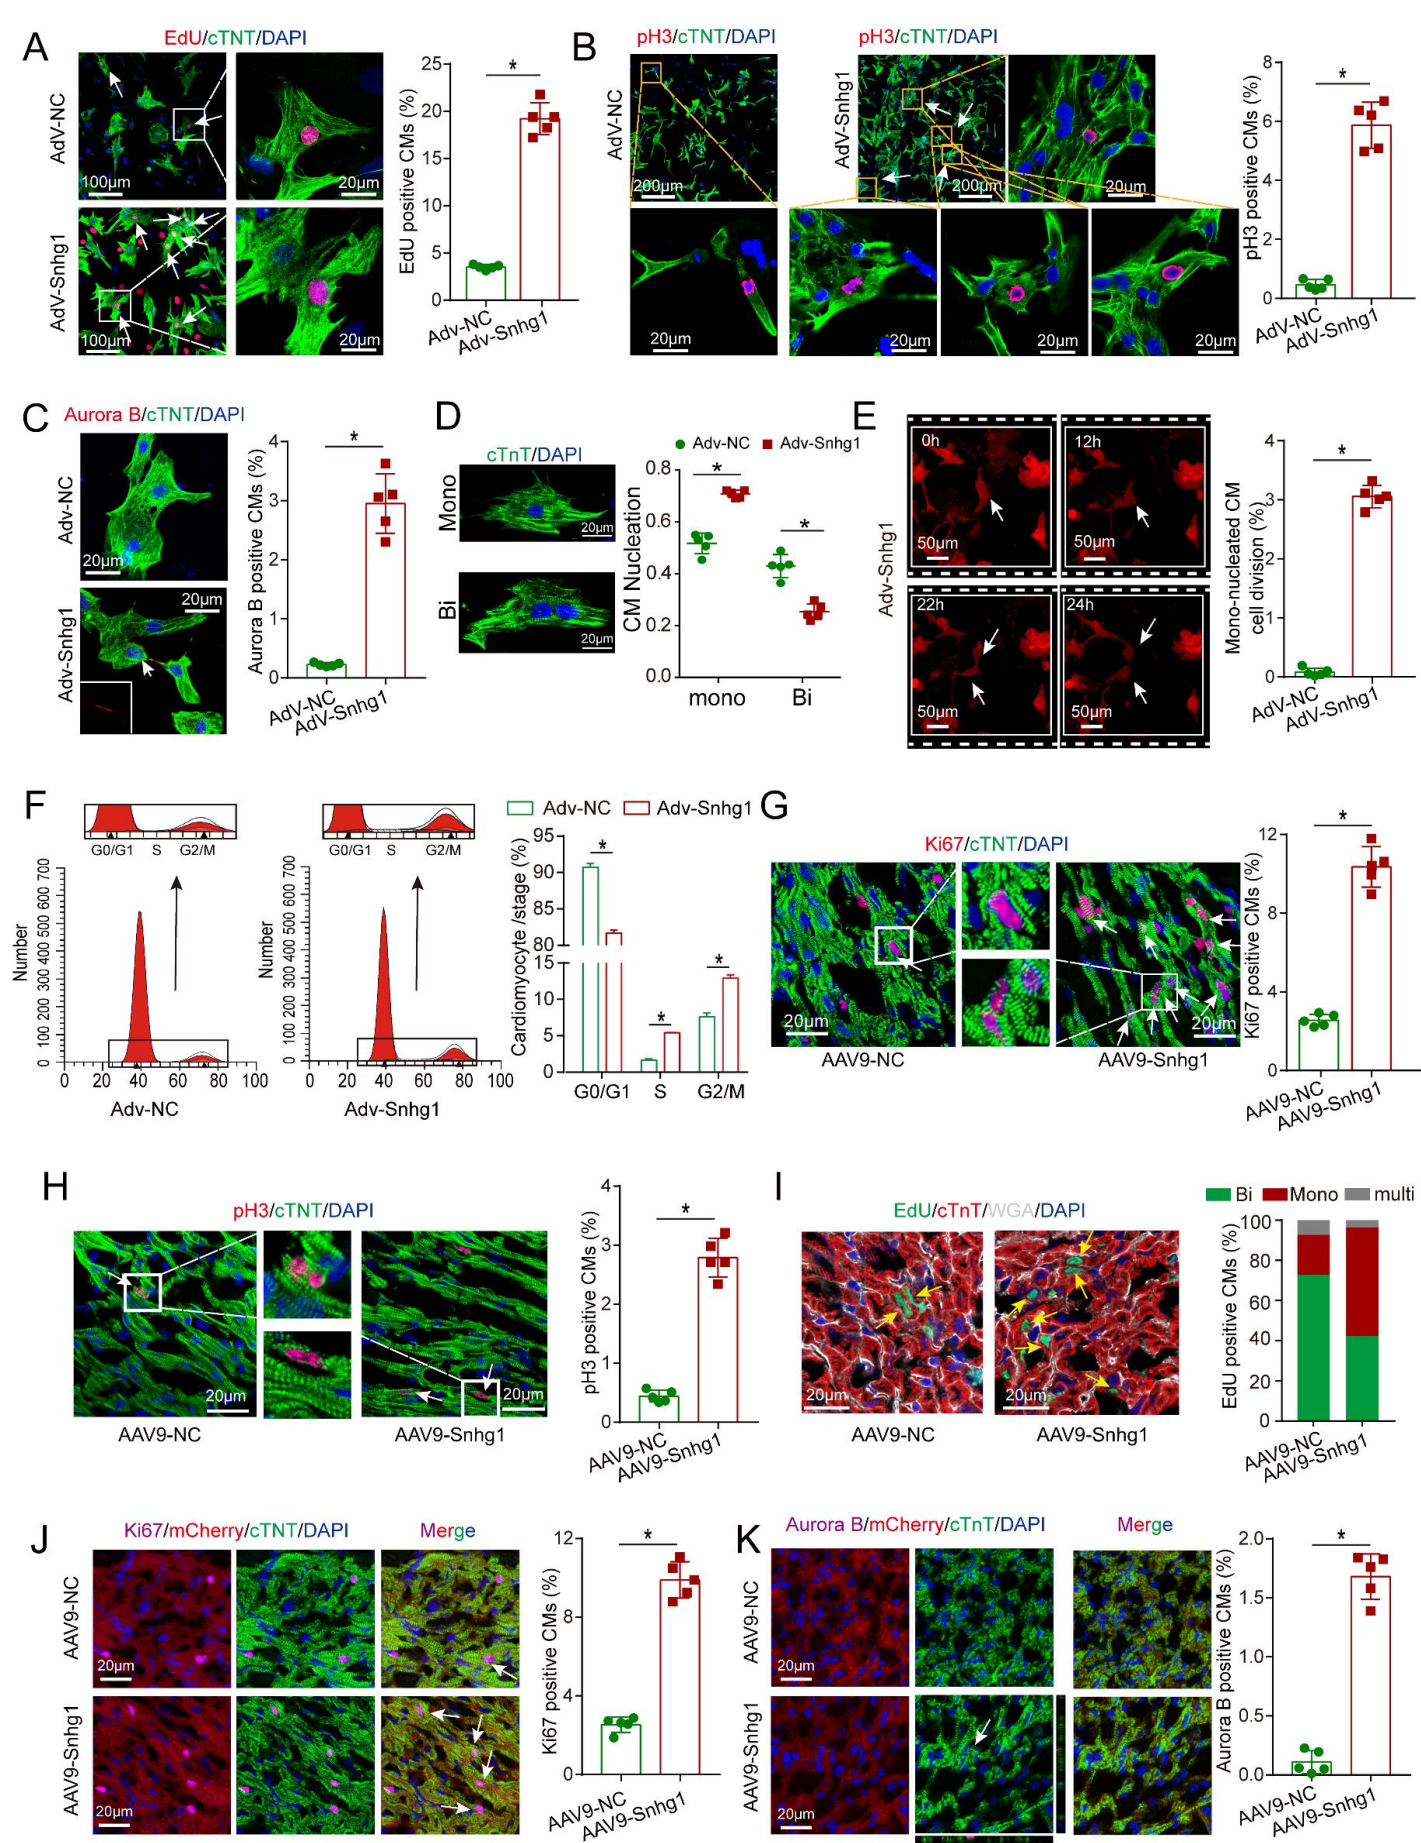 A
EdU/cTNT/DAPI
AdV-NC
100µm
20µm
AdV-Snhg1
100µm
20µm
EdU positive CMs (%)
25
20
15
10
5
0
*
Adv-NC
Adv-Snhg1
B
pH3/cTNT/DAPI
pH3/cTNT/DAPI
AdV-NC
200µm
20µm
AdV-Snhg1
200µm
20µm
20µm
20µm
20µm
pH3 positive CMs (%)
8
6
4
2
0
*
AdV-NC
AdV-Snhg1
C
Aurora B/cTNT/DAPI
Adv-NC
20µm
Adv-Snhg1
20µm
Aurora B positive CMs (%)
4
3
2
1
0
*
AdV-NC
AdV-Snhg1
D
cTnT/DAPI
Mono
20µm
Bi
20µm
Adv-NC
Adv-Snhg1
CM Nucleation
0.8
0.6
0.4
0.2
0.0
*
*
mono
Bi
E
Adv-Snhg1
0h
50µm
12h
50µm
22h
50µm
24h
50µm
Mono-nucleated CM
cell division (%)
4
3
2
1
0
*
AdV-NC
AdV-Snhg1
F
G0/G1 S G2/M
Number
0 100 200 300 400 500 600 700
0 20 40 60 80 100
Adv-NC
G0/G1 S G2/M
Number
0 100 200 300 400 500 600 700
0 20 40 60 80 100
Adv-Snhg1
Adv-NC
Adv-Snhg1
Cardiomyocyte /stage (%)
95
90
85
80
15
10
5
0
*
*
*
G0/G1 S G2/M
G
Ki67/cTNT/DAPI
20µm
20µm
AAV9-NC
AAV9-Snhg1
Ki67 positive CMs (%)
12
8
4
0
*
AAV9-NC
AAV9-Snhg1
H
pH3/cTNT/DAPI
20µm
20µm
AAV9-NC
AAV9-Snhg1
pH3 positive CMs (%)
4
3
2
1
0
*
AAV9-NC
AAV9-Snhg1
I
EdU/cTnT/WGA/DAPI
20µm
20µm
AAV9-NC
AAV9-Snhg1
Bi Mono multi
EdU positive CMs (%)
100
80
60
40
20
0
AAV9-NC
AAV9-Snhg1
J
Ki67/mCherry/cTNT/DAPI
Merge
AAV9-NC
20µm
AAV9-Snhg1
20µm
Ki67 positive CMs (%)
12
8
4
0
*
AAV9-NC
AAV9-Snhg1
K
Aurora B/mCherry/cTnT/DAPI
Merge
AAV9-NC
20µm
AAV9-Snhg1
20µm
Aurora B positive CMs (%)
2.0
1.5
1.0
0.5
0.0
*
AAV9-NC
AAV9-Snhg1